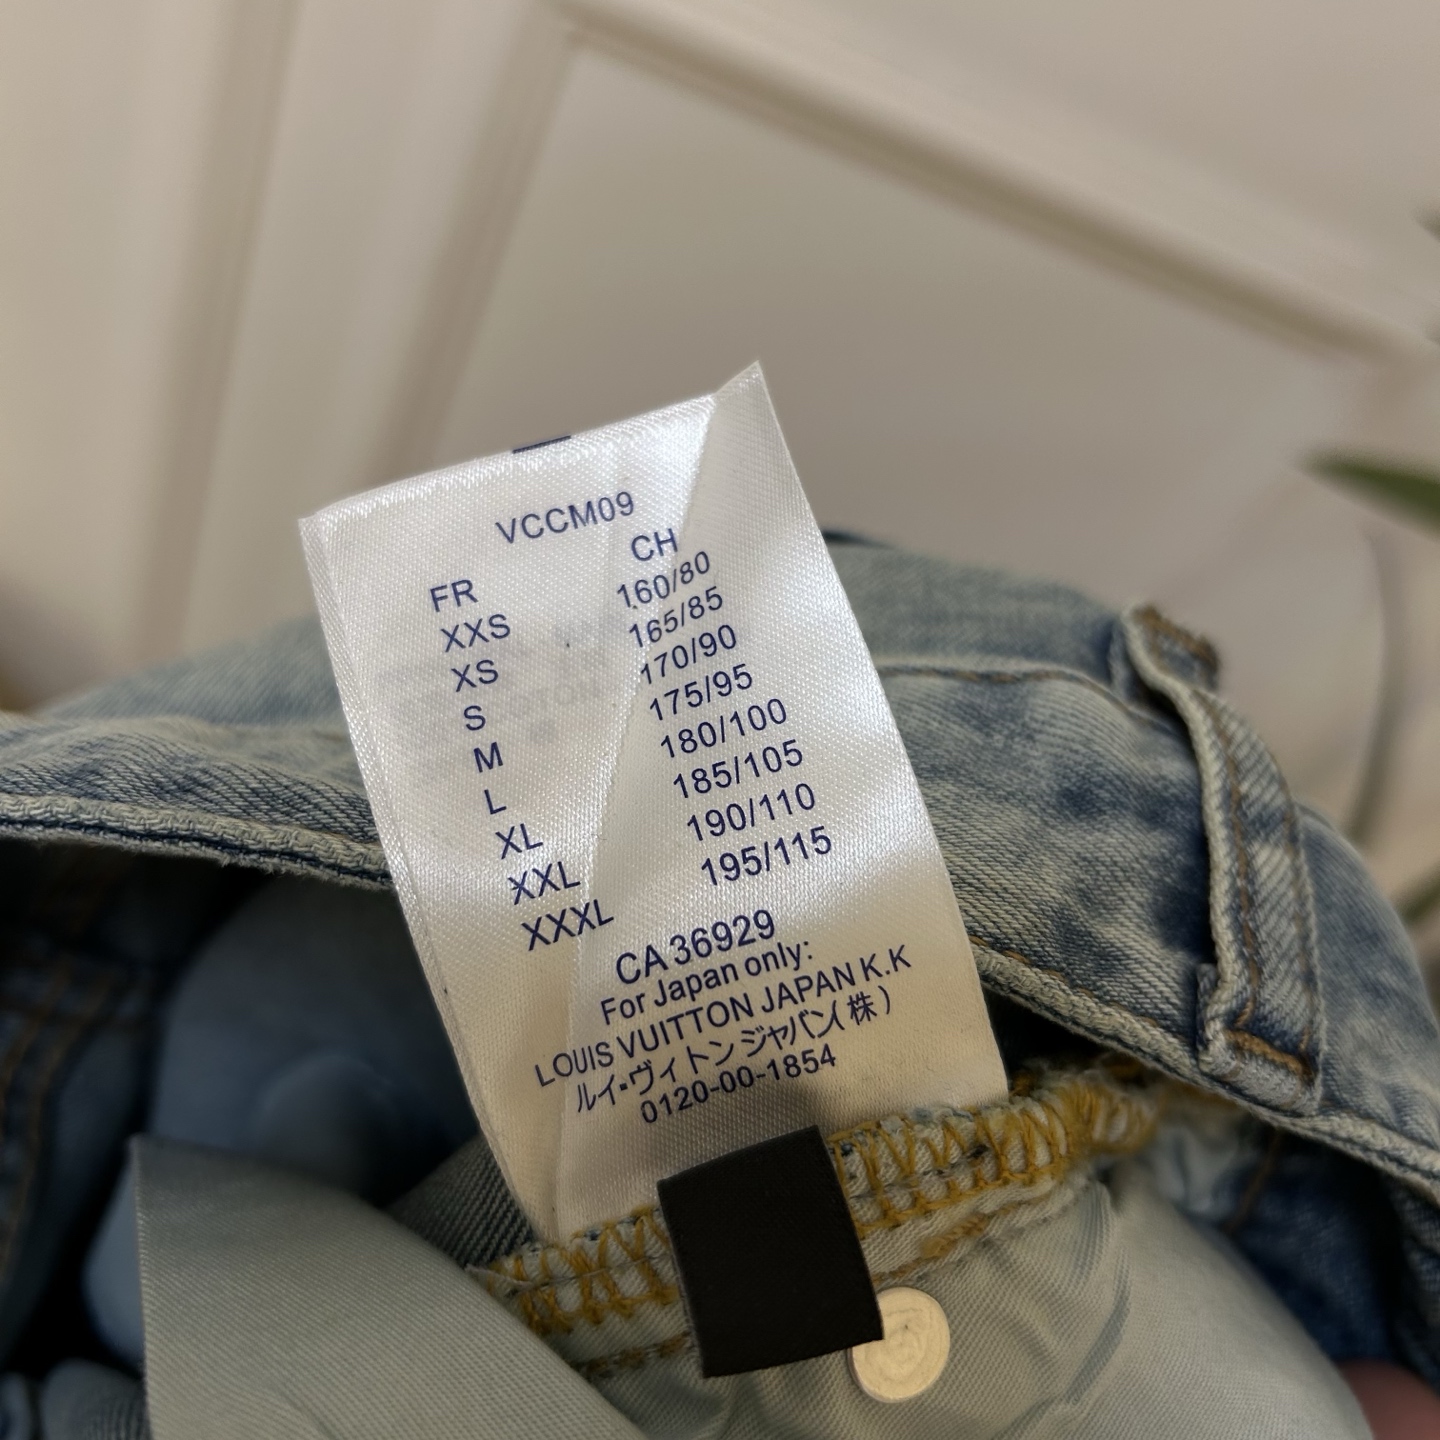 VCCM09
FR CH
XXS 160/80
XS 165/85
S 170/90
M 175/95
L 180/100
XL 185/105
XXL 190/110
XXXL 195/115
CA 36929
For Japan only:
LOUIS VUITTON JAPAN K.K
ルイ・ヴィトンジャパン(株)
0120-00-1854